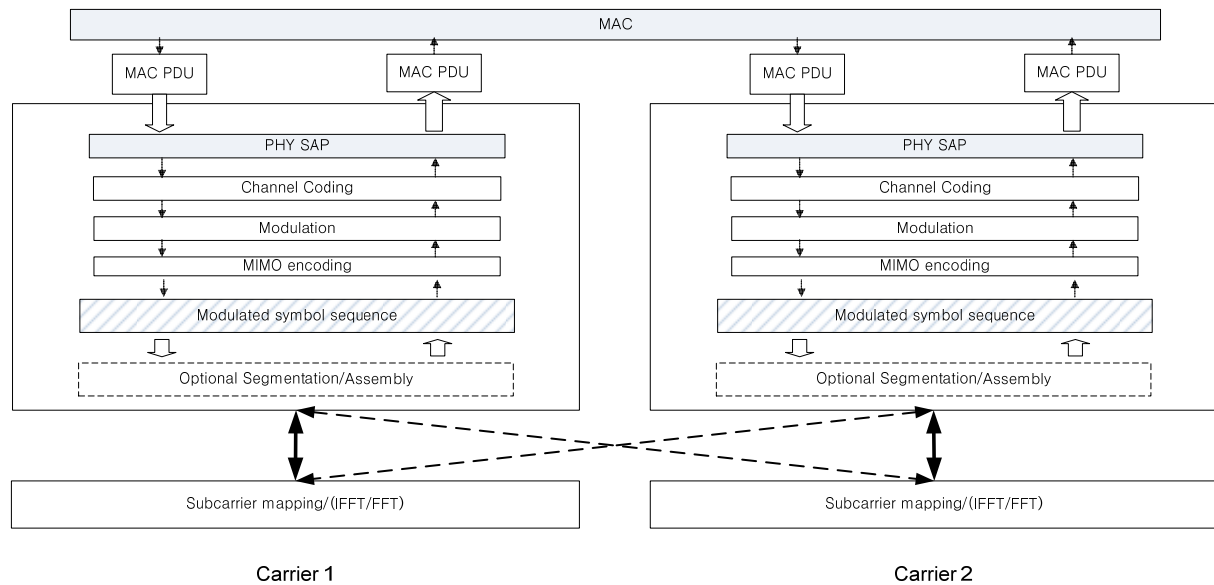 MAC
MAC PDU
MAC PDU
MAC PDU
MAC PDU
PHY SAP
Channel Coding
Modulation
MIMO encoding
Modulated symbol sequence
Optional Segmentation/Assembly
PHY SAP
Channel Coding
Modulation
MIMO encoding
Modulated symbol sequence
Optional Segmentation/Assembly
Subcarrier mapping/(IFFT/FFT)
Subcarrier mapping/(IFFT/FFT)
Carrier 1
Carrier 2